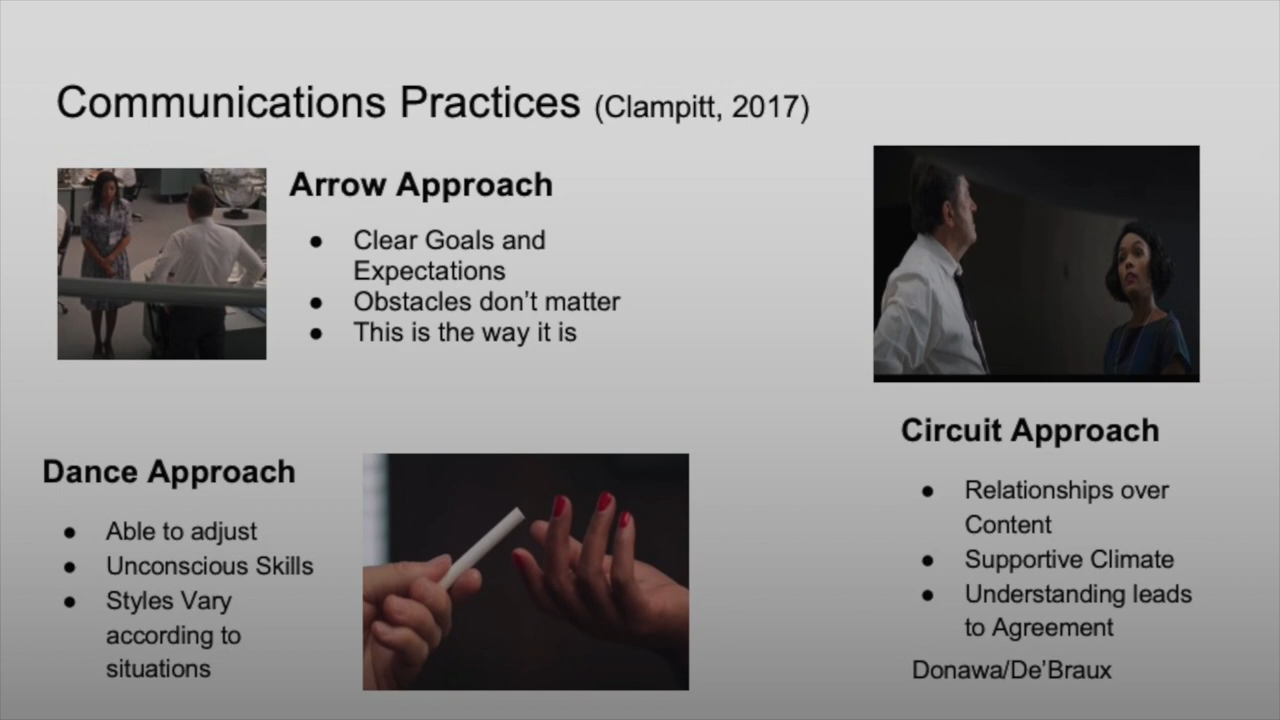 Communications Practices (Clampitt, 2017)
Arrow Approach
● Clear Goals and
Expectations
● Obstacles don’t matter
● This is the way it is
Dance Approach
● Able to adjust
● Unconscious Skills
● Styles Vary
according to
situations
Circuit Approach
● Relationships over
Content
● Supportive Climate
● Understanding leads
to Agreement
Donawa/De’Braux